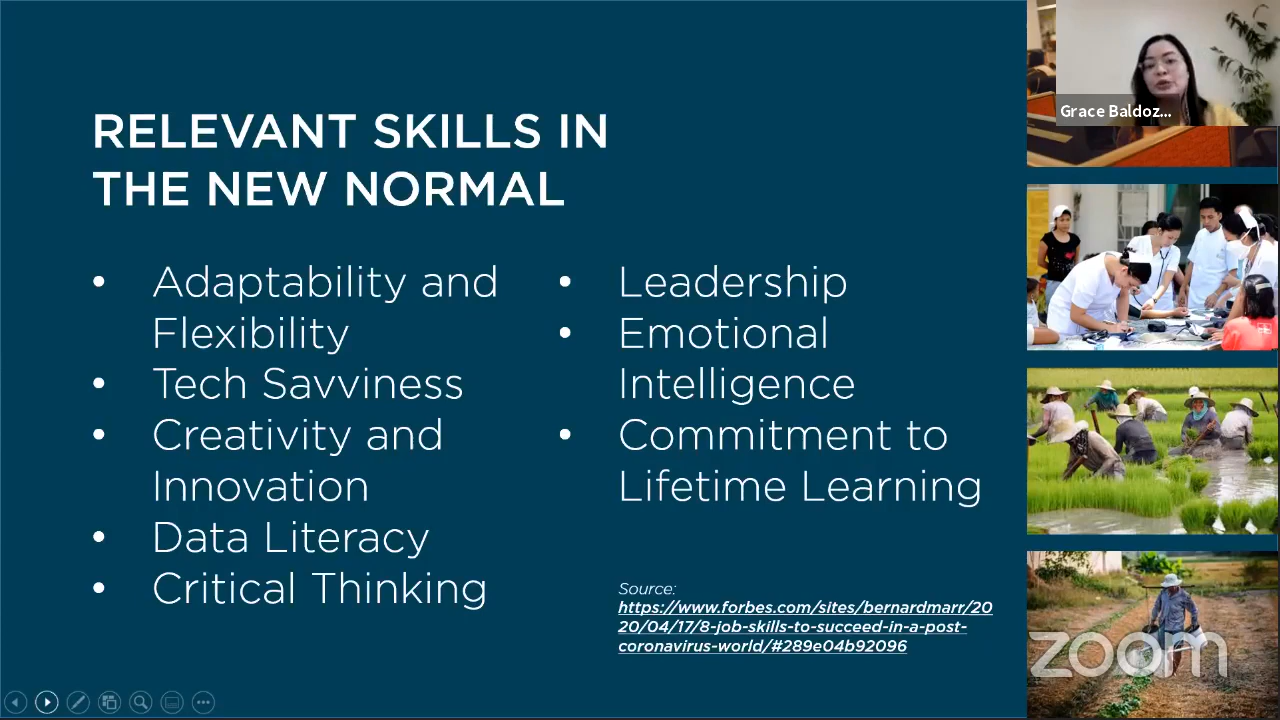 RELEVANT SKILLS IN
THE NEW NORMAL
• Adaptability and
Flexibility
• Tech Savviness
• Creativity and
Innovation
• Data Literacy
• Critical Thinking
• Leadership
• Emotional
Intelligence
• Commitment to
Lifetime Learning
Source:
https://www.forbes.com/sites/bernardmarr/20
20/04/17/8-job-skills-to-succeed-in-a-post-
coronavirus-world/#289e04b92096
Grace Baldoz...
zoom